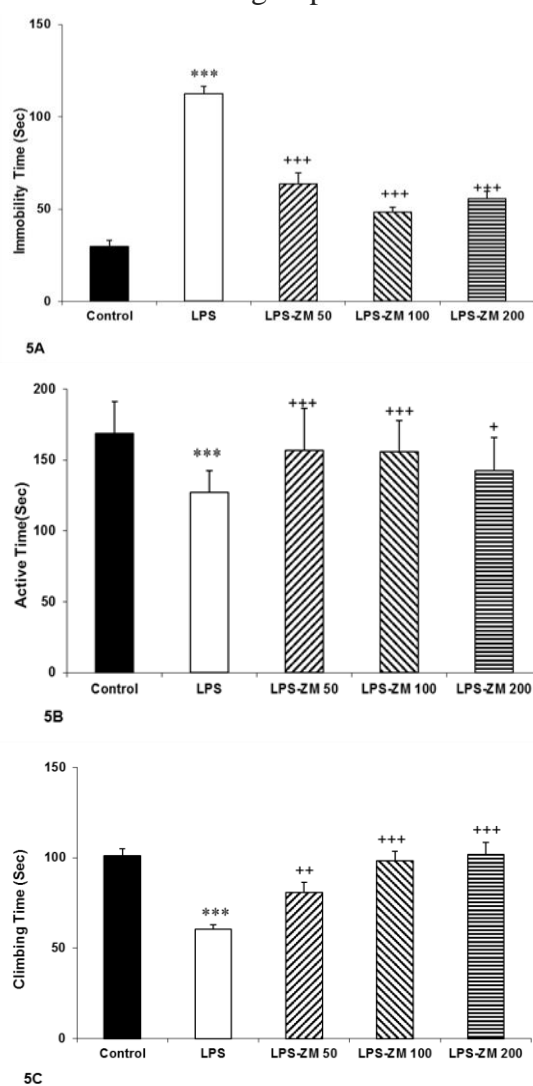 150
100
50
0
Immobility Time (Sec)
***
+++
+++
+++
Control LPS LPS-ZM 50 LPS-ZM 100 LPS-ZM 200
5A
200
150
100
50
0
Active Time(Sec)
***
+++
+++
+
Control LPS LPS-ZM 50 LPS-ZM 100 LPS-ZM 200
5B
150
100
50
0
Climbing Time (Sec)
***
++
+++
+++
Control LPS LPS-ZM 50 LPS-ZM 100 LPS-ZM 200
5C